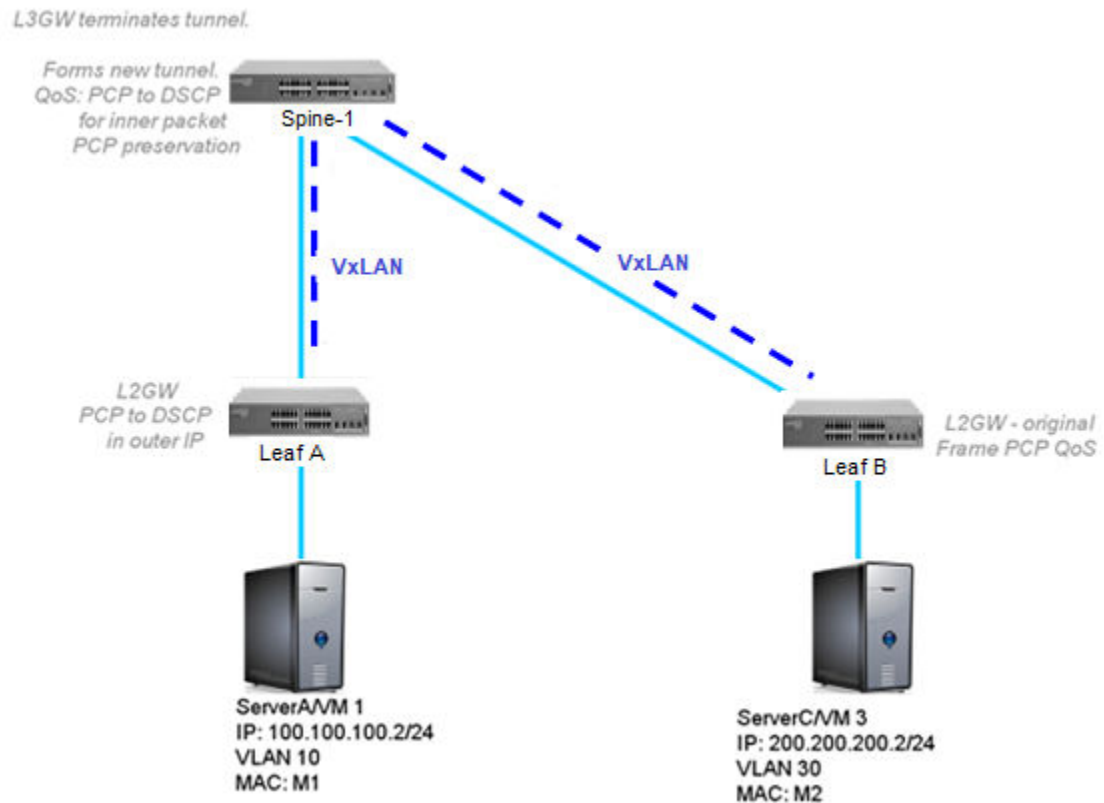 L3GW terminates tunnel.
Forms new tunnel.
QoS: PCP to DSCP
for inner packet
PCP preservation
Spine-1
VxLAN
VxLAN
L2GW
PCP to DSCP
in outer IP
Leaf A
L2GW - original
Frame PCP QoS
Leaf B
ServerA/VM 1
IP: 100.100.100.2/24
VLAN 10
MAC: M1
ServerC/VM 3
IP: 200.200.200.2/24
VLAN 30
MAC: M2